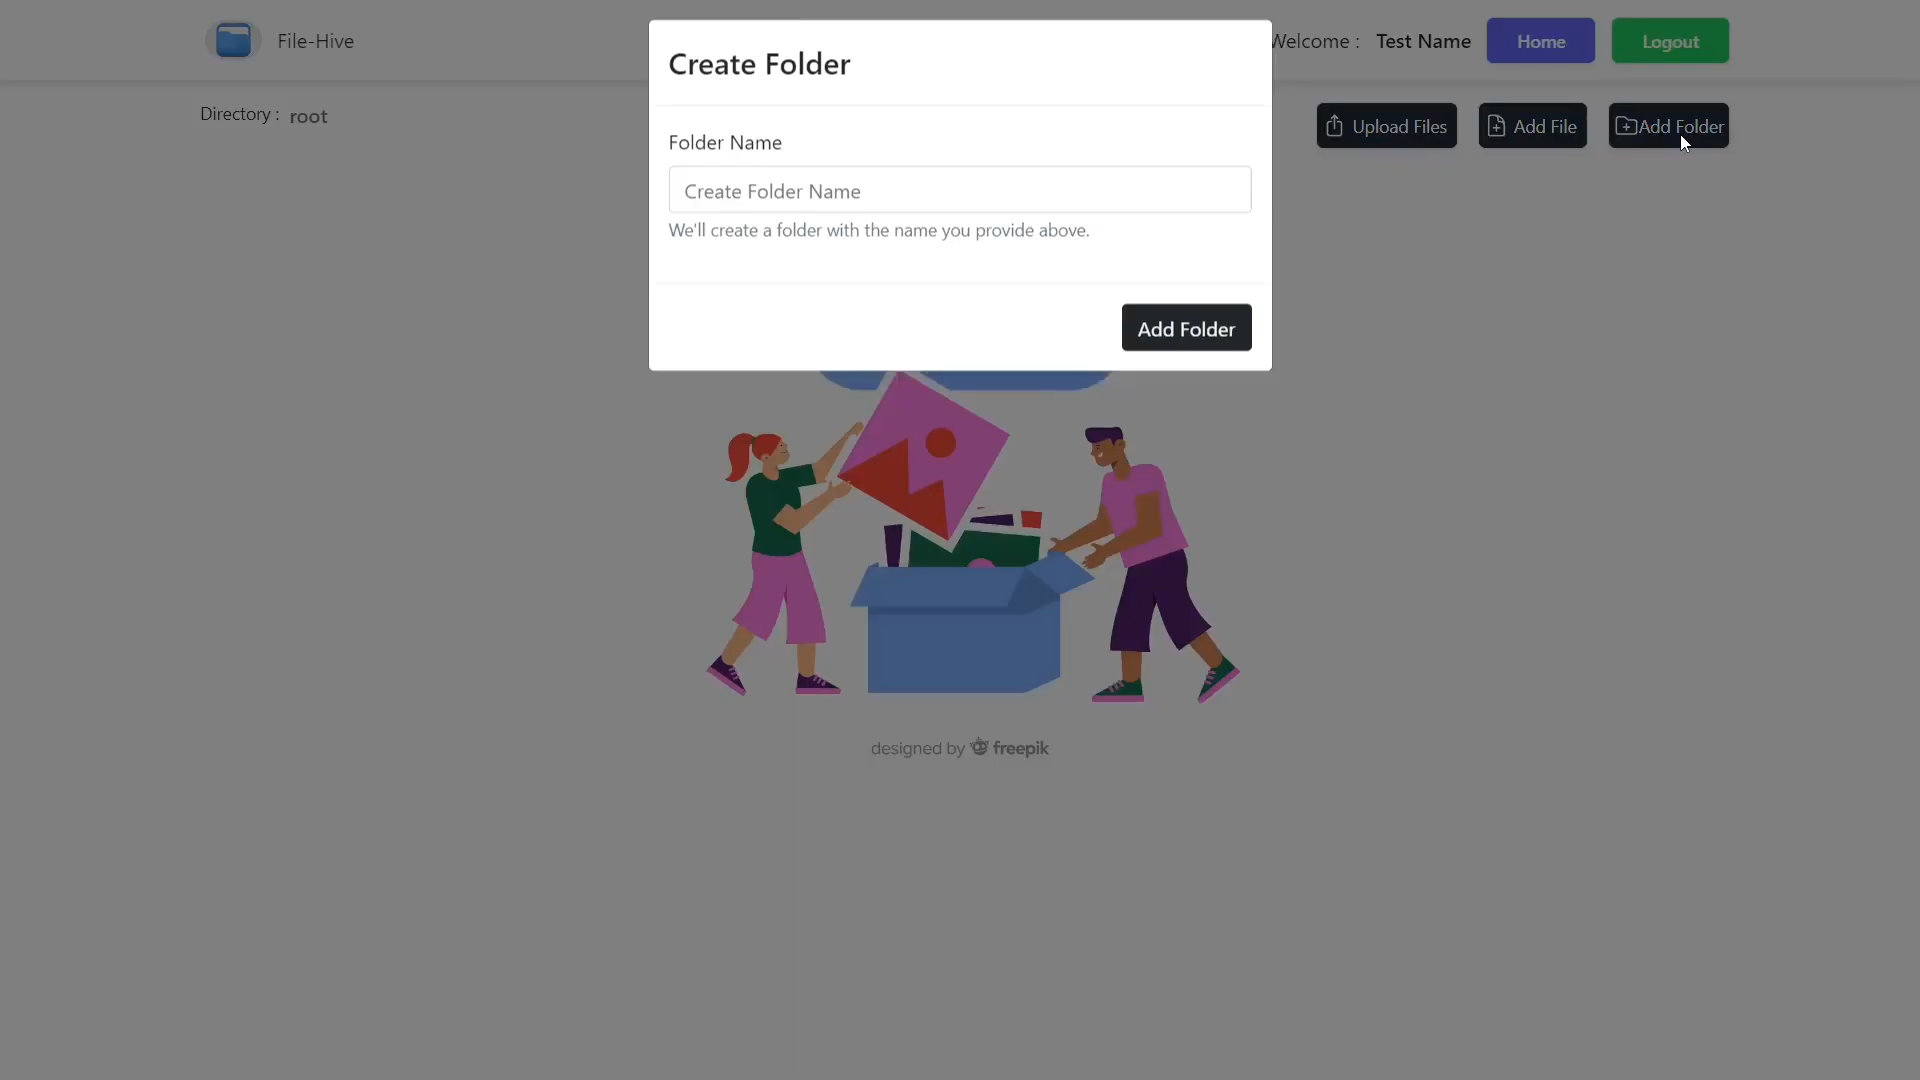 File-Hive
Welcome : Test Name
Home
Logout
Directory : root
Upload Files
Add File
Add Folder
Create Folder
Folder Name
Create Folder Name
We'll create a folder with the name you provide above.
Add Folder
designed by freepik